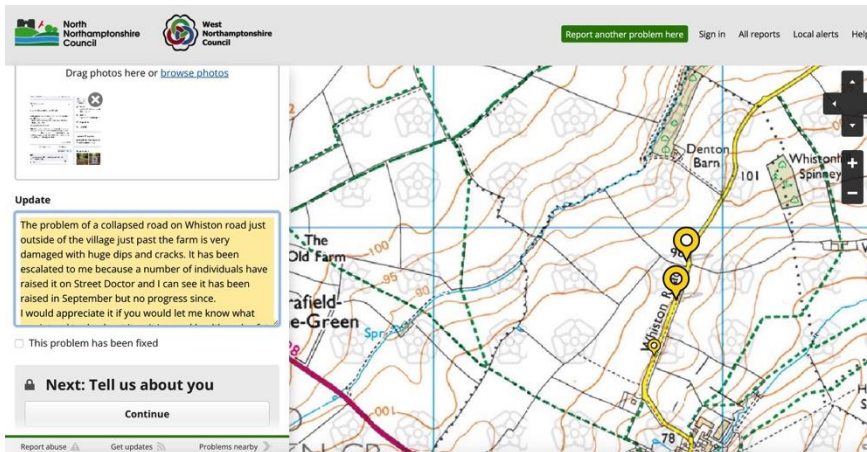 North
Northamptonshire
Council
West
Northamptonshire
Council
Report another problem here
Sign in
All reports
Local alerts
Help
Drag photos here or browse photos
Update
The problem of a collapsed road on Whiston road just
outside of the village just past the farm is very
damaged with huge dips and cracks. It has been
escalated to me because a number of individuals have
raised it on Street Doctor and I can see it has been
raised in September but no progress since.
I would appreciate it if you would let me know what
This problem has been fixed
Next: Tell us about you
Continue
Report abuse
Get updates
Problems nearby
Denton
Barn
101
Whiston
Spinney
The
Old Farm
100
95
90
rafield-
e-Green
Spr
Whiston R
100
78